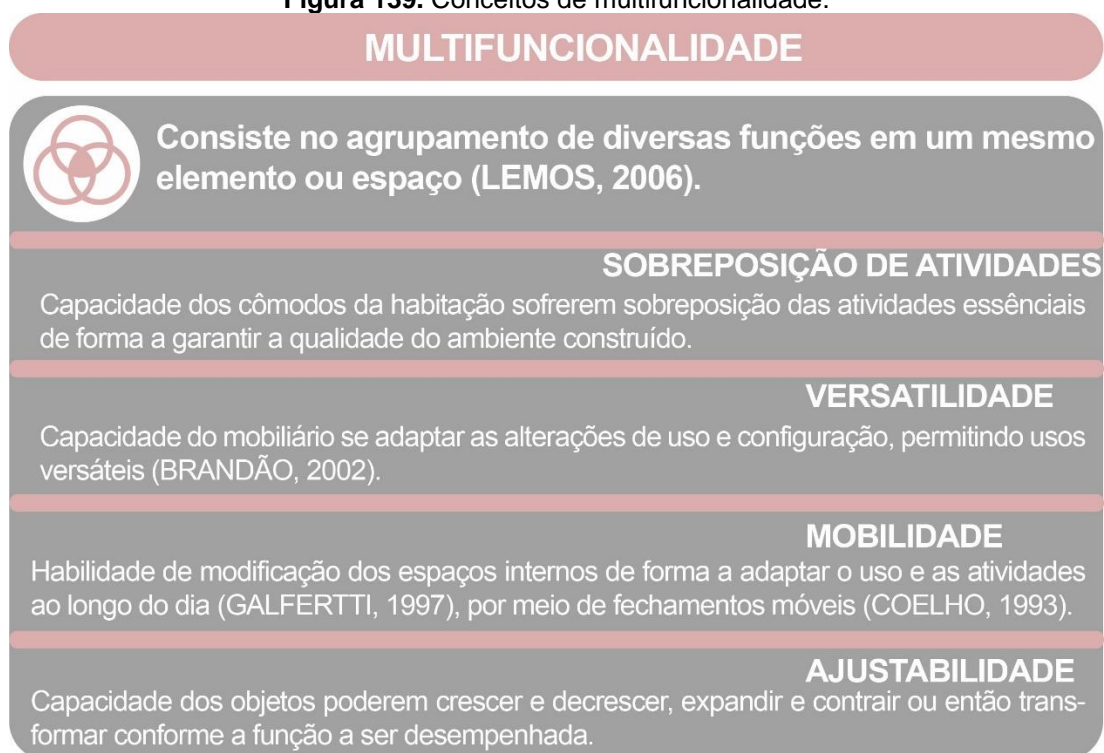 Figura 139. Conceitos de multifuncionalidade.
MULTIFUNCIONALIDADE
Consiste no agrupamento de diversas funções em um mesmo
elemento ou espaço (LEMOS, 2006).
SOBREPOSIÇÃO DE ATIVIDADES
Capacidade dos cômodos da habitação sofrerem sobreposição das atividades essênciais
de forma a garantir a qualidade do ambiente construído.
VERSATILIDADE
Capacidade do mobiliário se adaptar as alterações de uso e configuração, permitindo usos
versáteis (BRANDÃO, 2002).
MOBILIDADE
Habilidade de modificação dos espaços internos de forma a adaptar o uso e as atividades
ao longo do dia (GALFERTTI, 1997), por meio de fechamentos móveis (COELHO, 1993).
AJUSTABILIDADE
Capacidade dos objetos poderem crescer e decrescer, expandir e contrair ou então trans-
formar conforme a função a ser desempenhada.